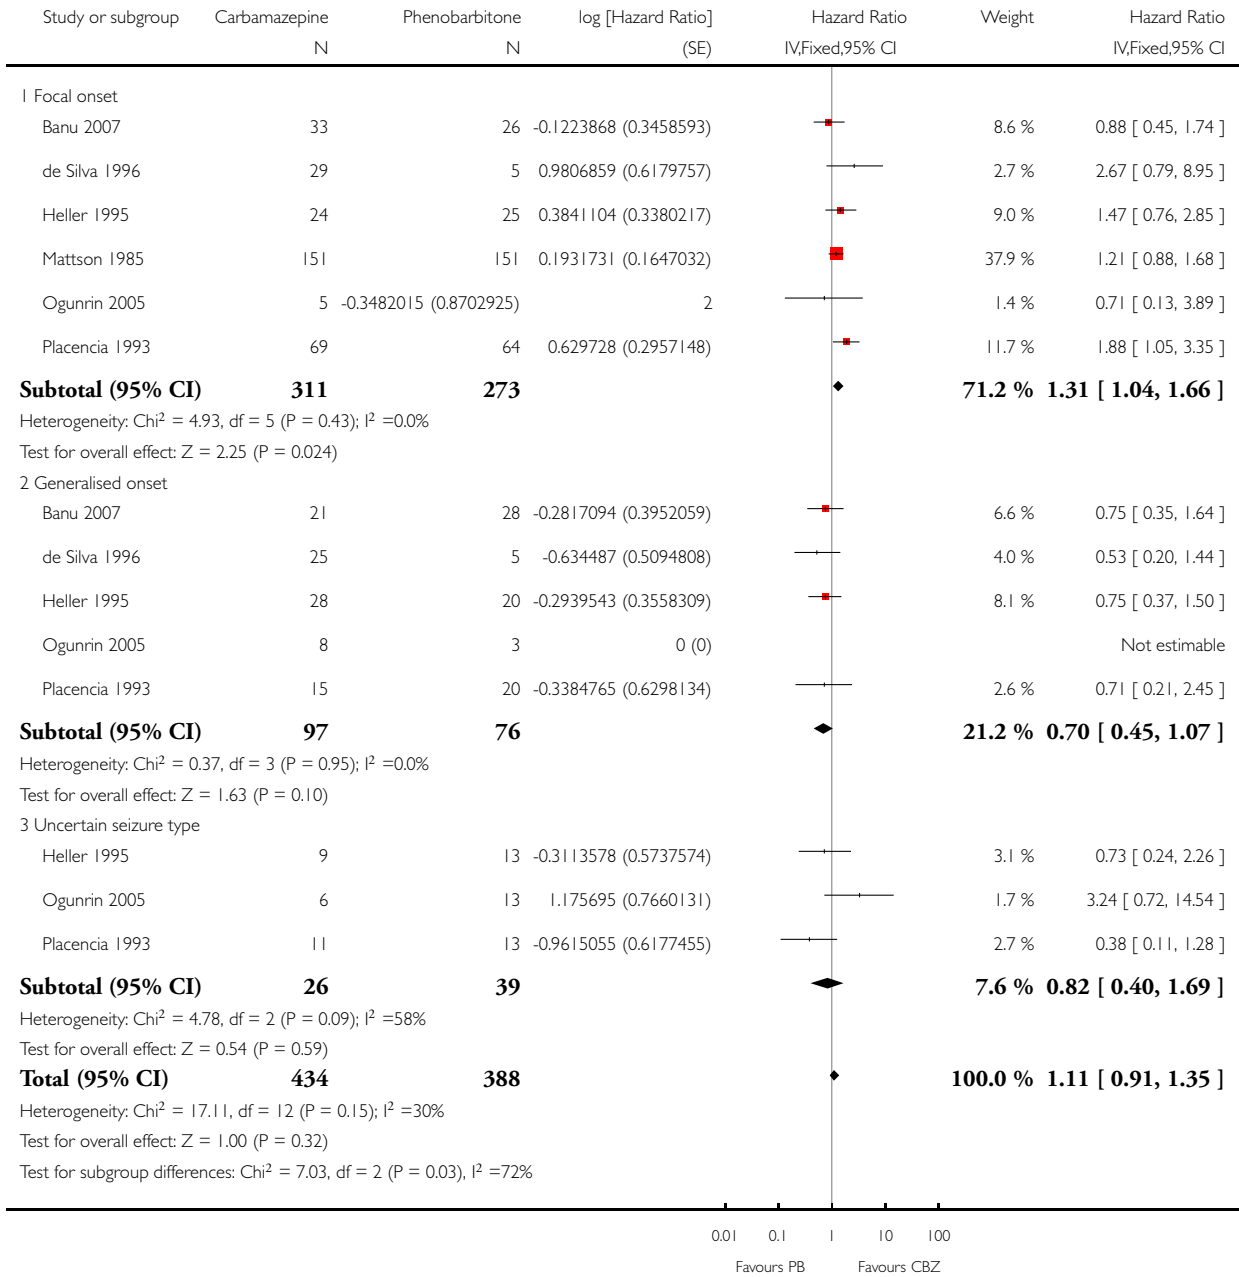 Study or subgroup Carbamazepine Phenobarbitone log [Hazard Ratio] Hazard Ratio Weight Hazard Ratio
N N (SE) IV,Fixed,95% CI IV,Fixed,95% CI
1 Focal onset
Banu 2007 33 26 -0.1223868 (0.3458593) 8.6 % 0.88 [ 0.45, 1.74 ]
de Silva 1996 29 5 0.9806859 (0.6179757) 2.7 % 2.67 [ 0.79, 8.95 ]
Heller 1995 24 25 0.3841104 (0.3380217) 9.0 % 1.47 [ 0.76, 2.85 ]
Mattson 1985 151 151 0.1931731 (0.1647032) 37.9 % 1.21 [ 0.88, 1.68 ]
Ogunrin 2005 5 -0.3482015 (0.8702925) 2 1.4 % 0.71 [ 0.13, 3.89 ]
Placencia 1993 69 64 0.629728 (0.2957148) 11.7 % 1.88 [ 1.05, 3.35 ]
Subtotal (95% CI) 311 273 71.2 % 1.31 [ 1.04, 1.66 ]
Heterogeneity: Chi² = 4.93, df = 5 (P = 0.43); I² =0.0%
Test for overall effect: Z = 2.25 (P = 0.024)
2 Generalised onset
Banu 2007 21 28 -0.2817094 (0.3952059) 6.6 % 0.75 [ 0.35, 1.64 ]
de Silva 1996 25 5 -0.634487 (0.5094808) 4.0 % 0.53 [ 0.20, 1.44 ]
Heller 1995 28 20 -0.2939543 (0.3558309) 8.1 % 0.75 [ 0.37, 1.50 ]
Ogunrin 2005 8 3 0 (0) Not estimable
Placencia 1993 15 20 -0.3384765 (0.6298134) 2.6 % 0.71 [ 0.21, 2.45 ]
Subtotal (95% CI) 97 76 21.2 % 0.70 [ 0.45, 1.07 ]
Heterogeneity: Chi² = 0.37, df = 3 (P = 0.95); I² =0.0%
Test for overall effect: Z = 1.63 (P = 0.10)
3 Uncertain seizure type
Heller 1995 9 13 -0.3113578 (0.5737574) 3.1 % 0.73 [ 0.24, 2.26 ]
Ogunrin 2005 6 13 1.175695 (0.7660131) 1.7 % 3.24 [ 0.72, 14.54 ]
Placencia 1993 11 13 -0.9615055 (0.6177455) 2.7 % 0.38 [ 0.11, 1.28 ]
Subtotal (95% CI) 26 39 7.6 % 0.82 [ 0.40, 1.69 ]
Heterogeneity: Chi² = 4.78, df = 2 (P = 0.09); I² =58%
Test for overall effect: Z = 0.54 (P = 0.59)
Total (95% CI) 434 388 100.0 % 1.11 [ 0.91, 1.35 ]
Heterogeneity: Chi² = 17.11, df = 12 (P = 0.15); I² =30%
Test for overall effect: Z = 1.00 (P = 0.32)
Test for subgroup differences: Chi² = 7.03, df = 2 (P = 0.03), I² =72%
0.01 0.1 1 10 100
Favours PB Favours CBZ